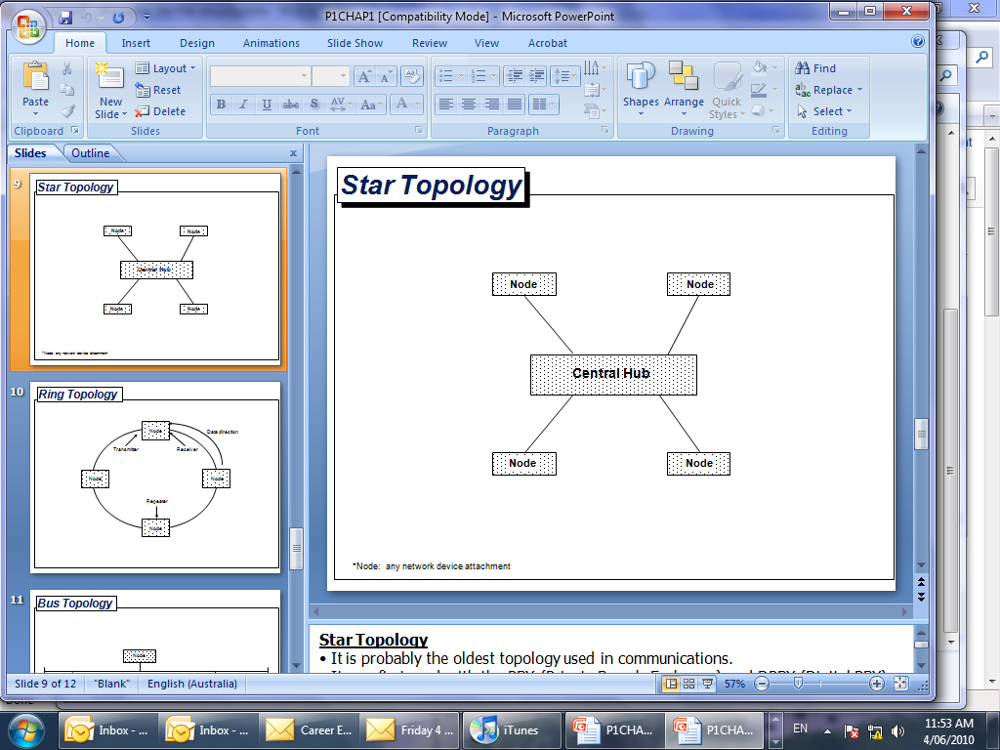 P1CHAP1 [Compatibility Mode] - Microsoft PowerPoint
Home Insert Design Animations Slide Show Review View Acrobat
Paste
New Slide
Layout
Reset
Delete
B I U abc S AV Aa A
Shapes Arrange Quick Styles
Find
Replace
Select
Clipboard Slides Font Paragraph Drawing Editing
Slides Outline
9
Star Topology
Node Node
Central Hub
Node Node
*Node: any network device attachment
10
Ring Topology
Node
Data direction
Transmitter Receiver
Node Node
Repeater
Node
11
Bus Topology
Node
Star Topology
Node Node
Central Hub
Node Node
*Node: any network device attachment
Star Topology
• It is probably the oldest topology used in communications.
Slide 9 of 12 "Blank" English (Australia) 57%
Inbox - ... Inbox - ... Career E... Friday 4 ... iTunes P1CHA... P1CHA... EN 11:53 AM
4/06/2010